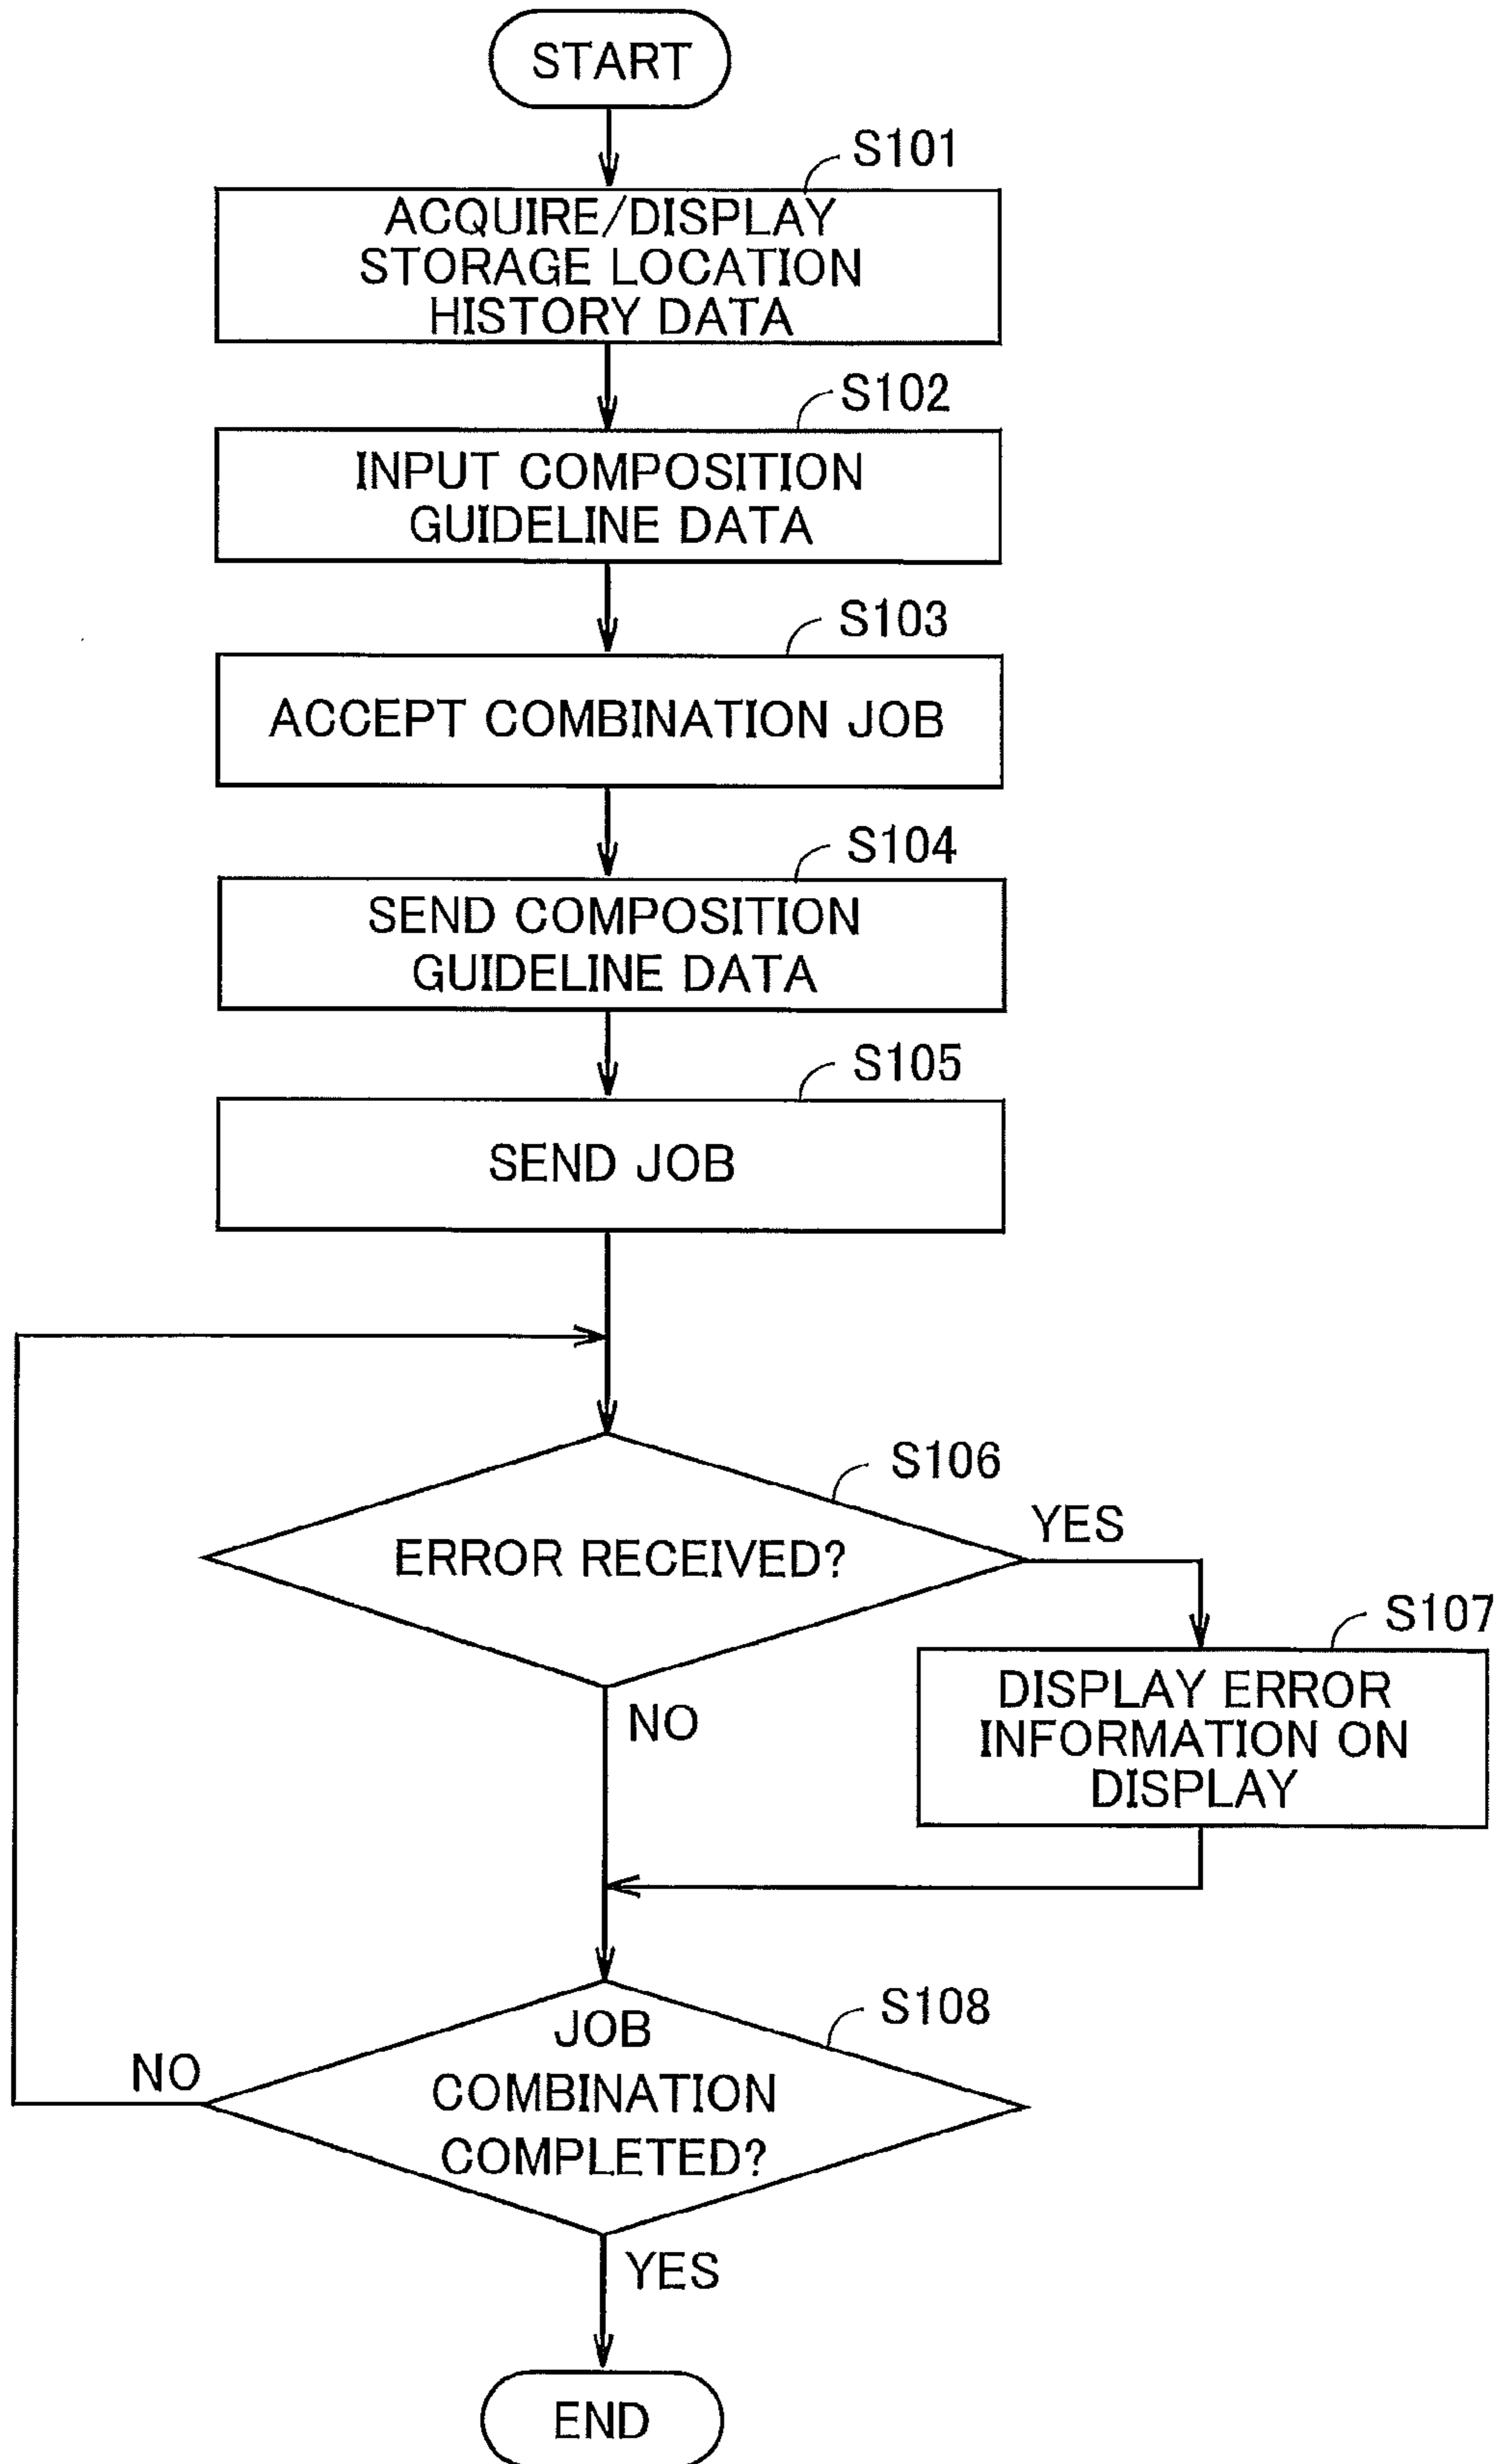 START
S101
ACQUIRE/DISPLAY
STORAGE LOCATION
HISTORY DATA
S102
INPUT COMPOSITION
GUIDELINE DATA
S103
ACCEPT COMBINATION JOB
S104
SEND COMPOSITION
GUIDELINE DATA
S105
SEND JOB
S106
ERROR RECEIVED?
YES
S107
DISPLAY ERROR
INFORMATION ON
DISPLAY
NO
S108
JOB
COMBINATION
COMPLETED?
NO
YES
END